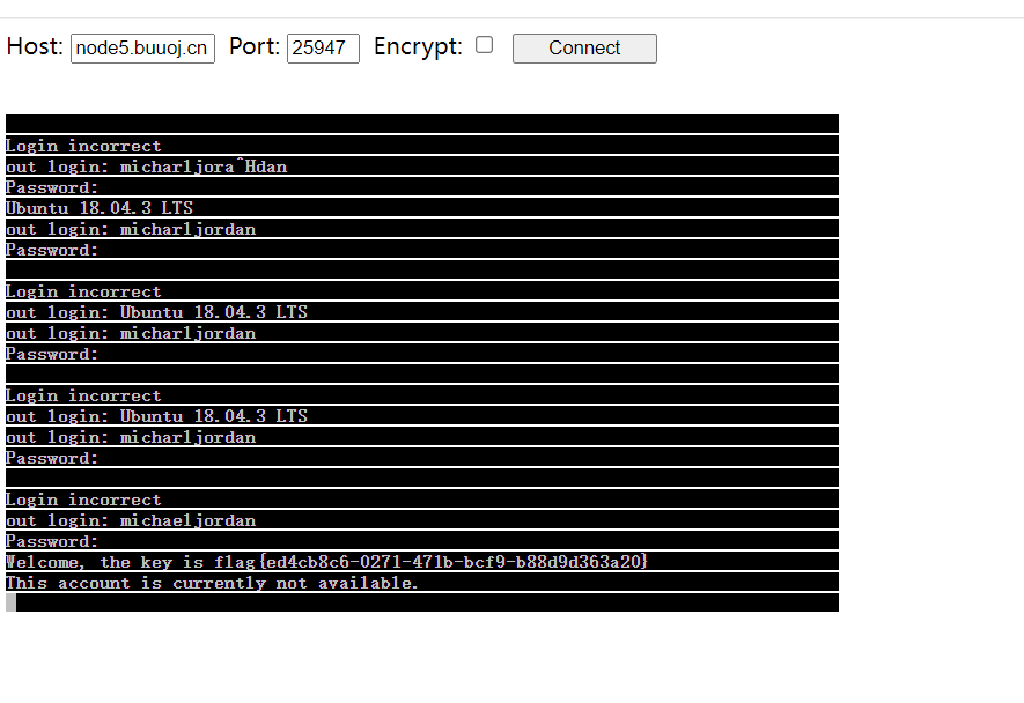 Host: node5.buuoj.cn Port: 25947 Encrypt: Connect
Login incorrect
out login: micharljora^Hdan
Password:
Ubuntu 18.04.3 LTS
out login: micharljordan
Password:
Login incorrect
out login: Ubuntu 18.04.3 LTS
out login: micharljordan
Password:
Login incorrect
out login: Ubuntu 18.04.3 LTS
out login: micharljordan
Password:
Login incorrect
out login: michaeljordan
Password:
Welcome, the key is flag{ed4cb8c6-0271-471b-bcf9-b88d9d363a20}
This account is currently not available.